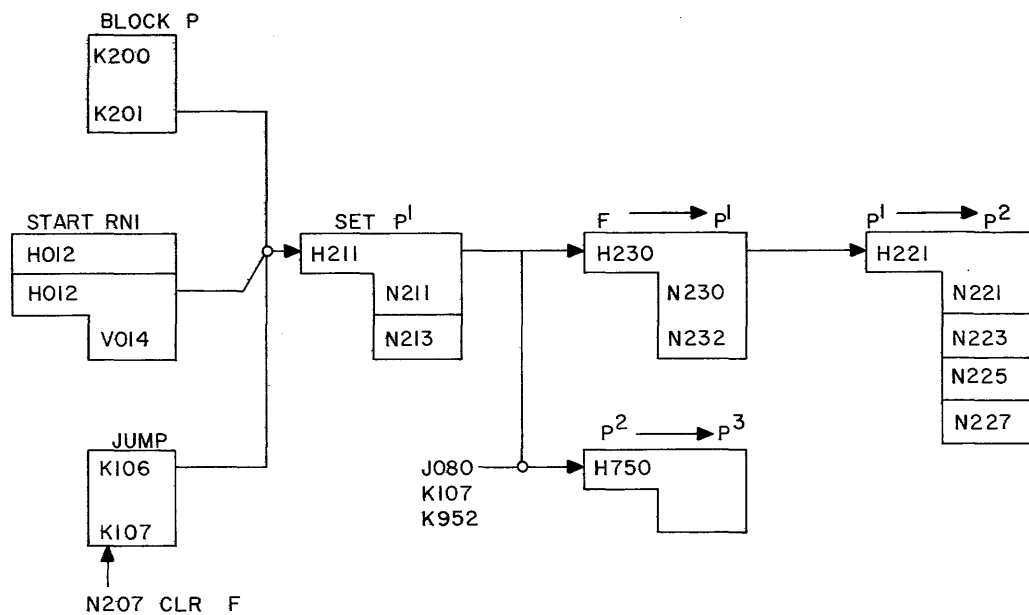 BLOCK P
K200
K201
START RNI
H012
H012
V014
JUMP
K106
K107
N207 CLR F
SET P1
H211
N211
N213
F → P1
H230
N230
N232
P1 → P2
H221
N221
N223
N225
N227
P2 → P3
H750
J080
K107
K952